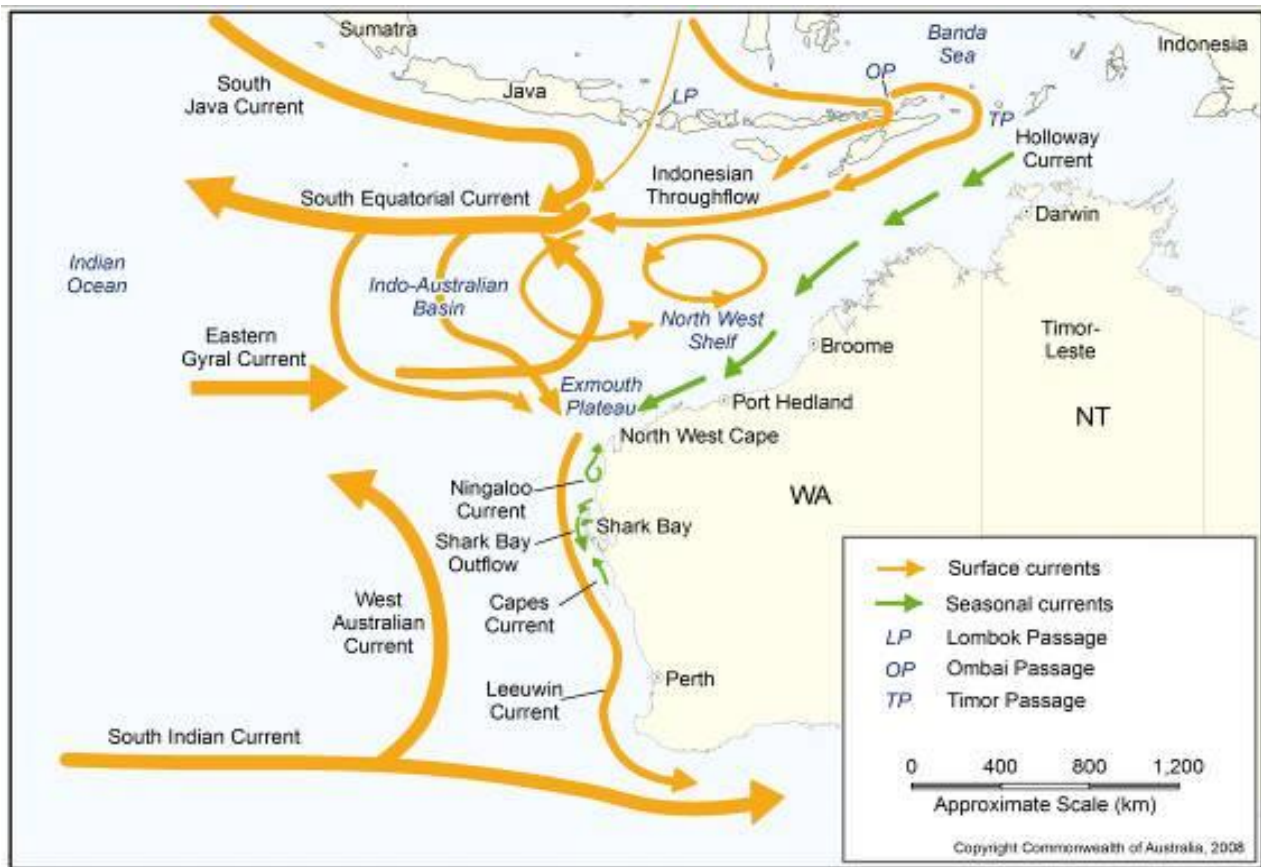 Sumatra
Banda
Sea
Indonesia
South
Java Current
Java
LP
OP
TP
Holloway
Current
Indonesian
Throughflow
South Equatorial Current
Darwin
Indian
Ocean
Indo-Australian
Basin
North West
Shelf
Timor-
Leste
Eastern
Gyral Current
Broome
Exmouth
Plateau
Port Hedland
NT
North West Cape
Ningaloo
Current
WA
Shark Bay
Shark Bay
Outflow
Capes
Current
West
Australian
Current
Leeuwin
Current
Perth
South Indian Current
Surface currents
Seasonal currents
LP Lombok Passage
OP Ombai Passage
TP Timor Passage
0 400 800 1,200
Approximate Scale (km)
Copyright Commonwealth of Australia, 2008